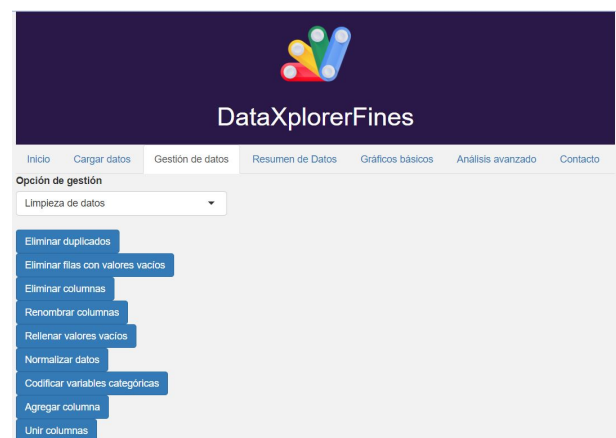 DataXplorerFines
Inicio Cargar datos Gestión de datos Resumen de Datos Gráficos básicos Análisis avanzado Contacto
Opción de gestión
Limpieza de datos
Eliminar duplicados
Eliminar filas con valores vacíos
Eliminar columnas
Renombrar columnas
Rellenar valores vacíos
Normalizar datos
Codificar variables categóricas
Agregar columna
Unir columnas